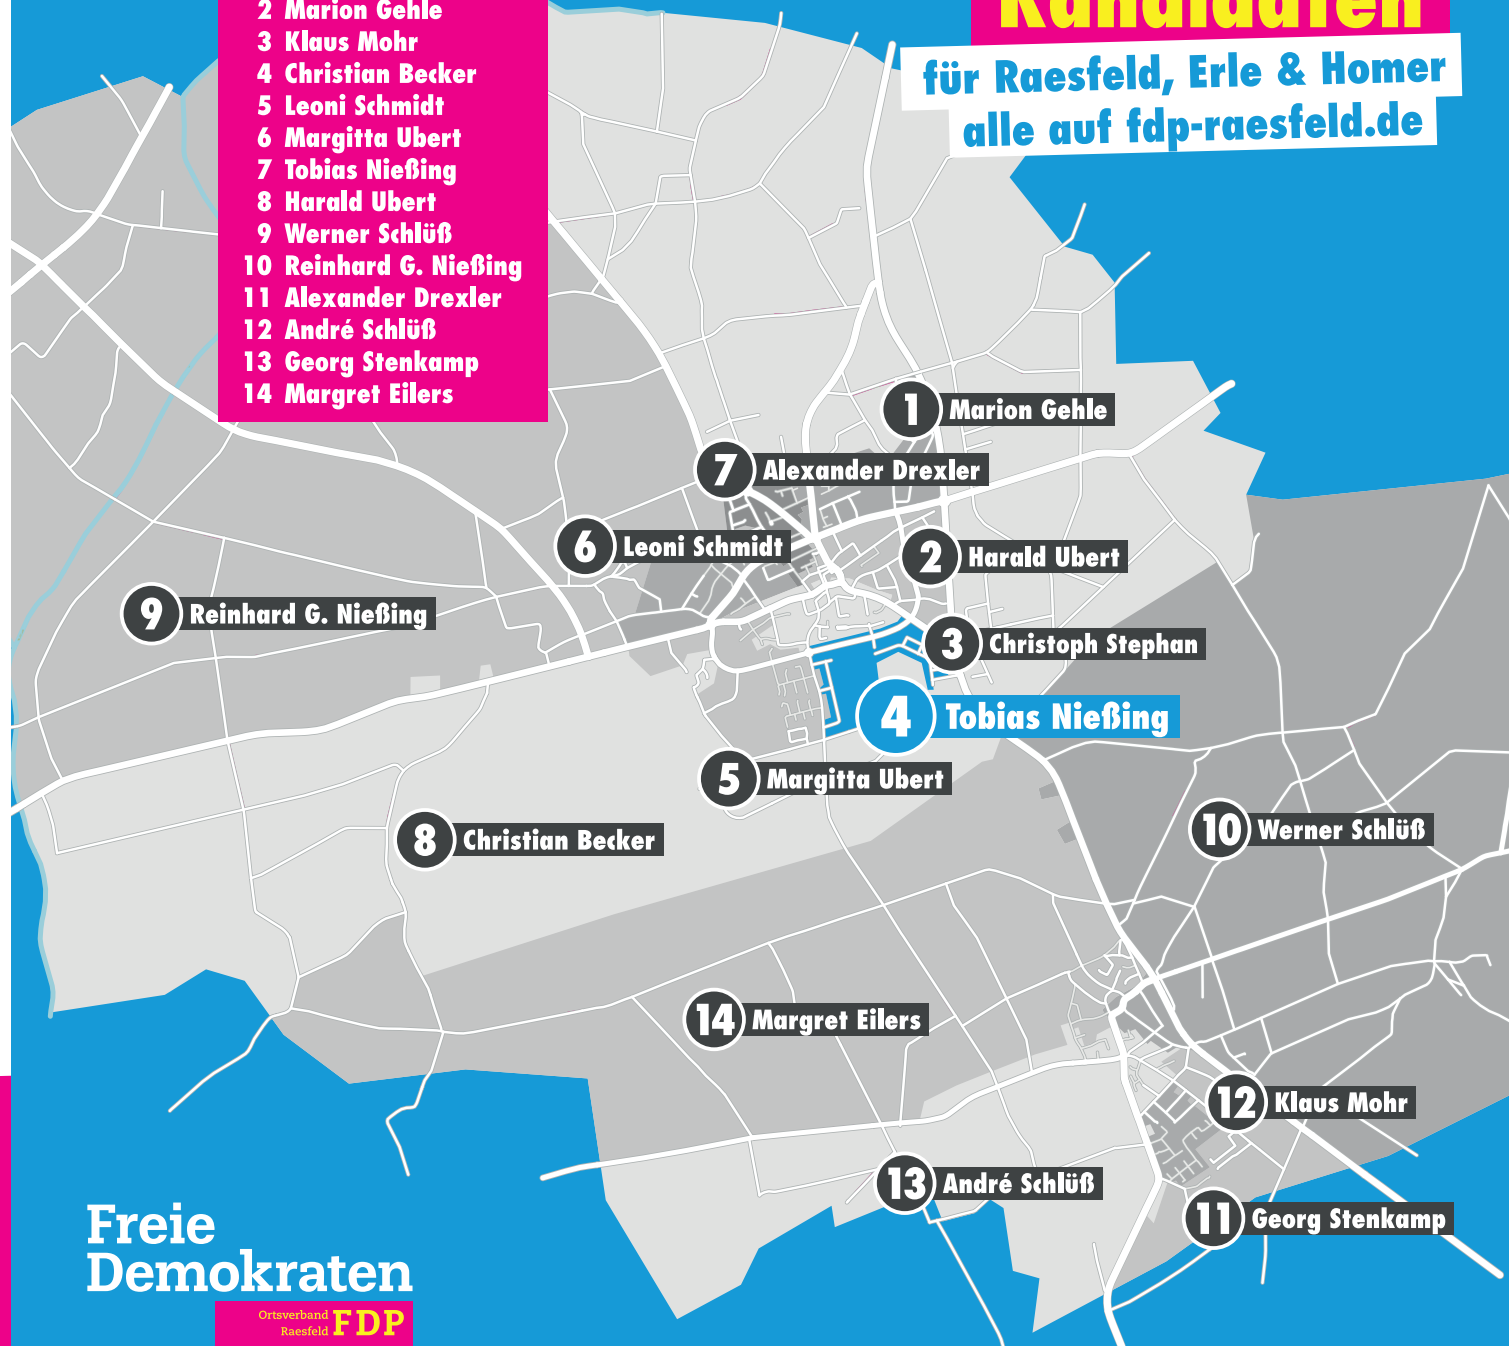 2 Marion Gehle
3 Klaus Mohr
4 Christian Becker
5 Leoni Schmidt
6 Margitta Ubert
7 Tobias Nießing
8 Harald Ubert
9 Werner Schlüß
10 Reinhard G. Nießing
11 Alexander Drexler
12 André Schlüß
13 Georg Stenkamp
14 Margret Eilers
Kandidaten
für Raesfeld, Erle & Homer
alle auf fdp-raesfeld.de
1 Marion Gehle
7 Alexander Drexler
6 Leoni Schmidt
2 Harald Ubert
9 Reinhard G. Nießing
3 Christoph Stephan
4 Tobias Nießing
5 Margitta Ubert
8 Christian Becker
10 Werner Schlüß
14 Margret Eilers
12 Klaus Mohr
13 André Schlüß
11 Georg Stenkamp
Freie
Demokraten
Ortsverband
Raesfeld FDP